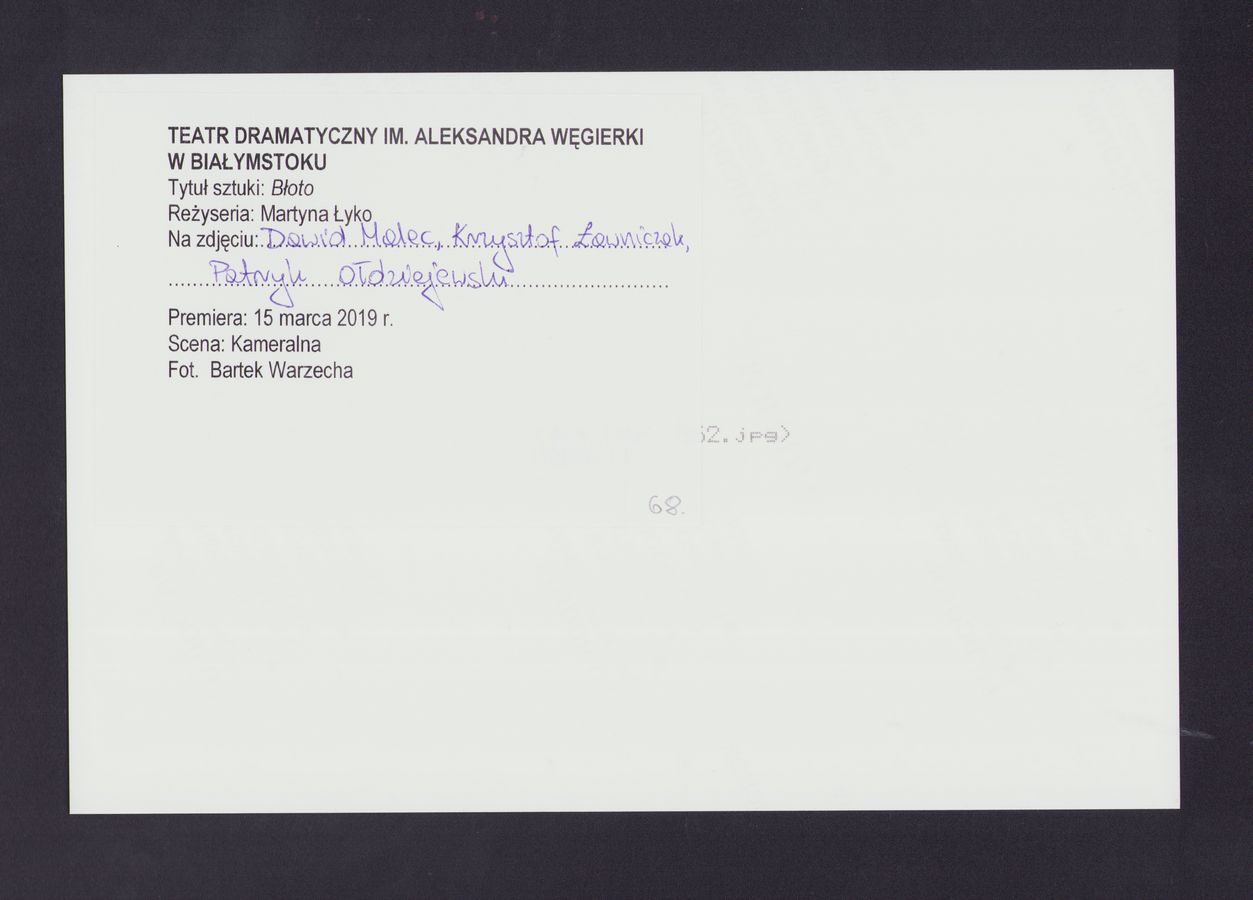 TEATR DRAMATYCZNY IM. ALEKSANDRA WĘGIERKI
W BIAŁYMSTOKU
Tytuł sztuki: Błoto
Reżyseria: Martyna Łyko
Na zdjęciu: Dawid Malec, Krzysztof Ławniczak,
Patryk Ołdziejewski
Premiera: 15 marca 2019 r.
Scena: Kameralna
Fot. Bartek Warzecha
52.jpg>
68.